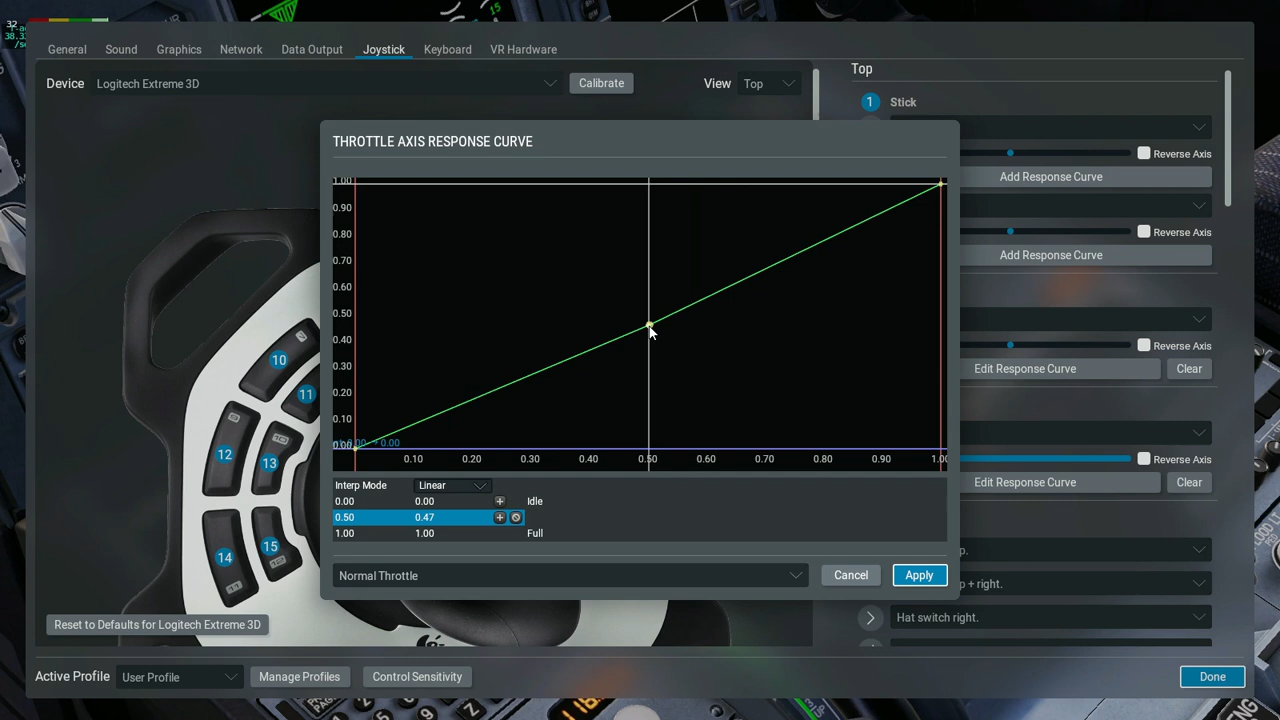 32
General Sound Graphics Network Data Output Joystick Keyboard VR Hardware
Device Logitech Extreme 3D Calibrate View Top
Top
1 Stick
Reverse Axis
Add Response Curve
Reverse Axis
Add Response Curve
Reverse Axis
Edit Response Curve Clear
Reverse Axis
Edit Response Curve Clear
p.
p + right.
Hat switch right.
THROTTLE AXIS RESPONSE CURVE
1.00
0.90
0.80
0.70
0.60
0.50
0.40
0.30
0.20
0.10
0.00
0.00 → 0.00
0.10 0.20 0.30 0.40 0.50 0.60 0.70 0.80 0.90 1.00
Interp Mode Linear
0.00 0.00 + Idle
0.50 0.47 +
1.00 1.00 Full
Normal Throttle Cancel Apply
10
11
12
13
14
15
Reset to Defaults for Logitech Extreme 3D
Active Profile User Profile Manage Profiles Control Sensitivity Done